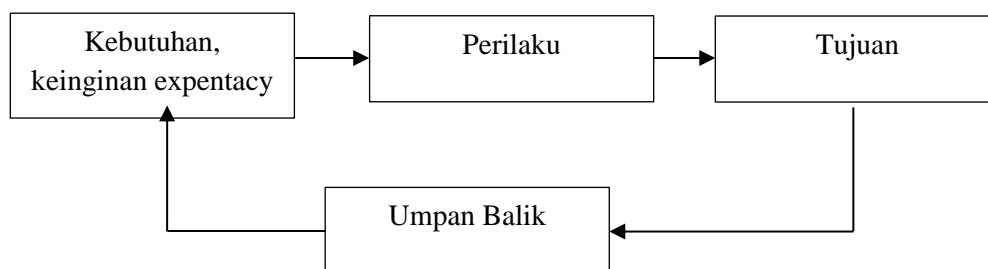 Kebutuhan,
keinginan expentacy
Perilaku
Tujuan
Umpan Balik